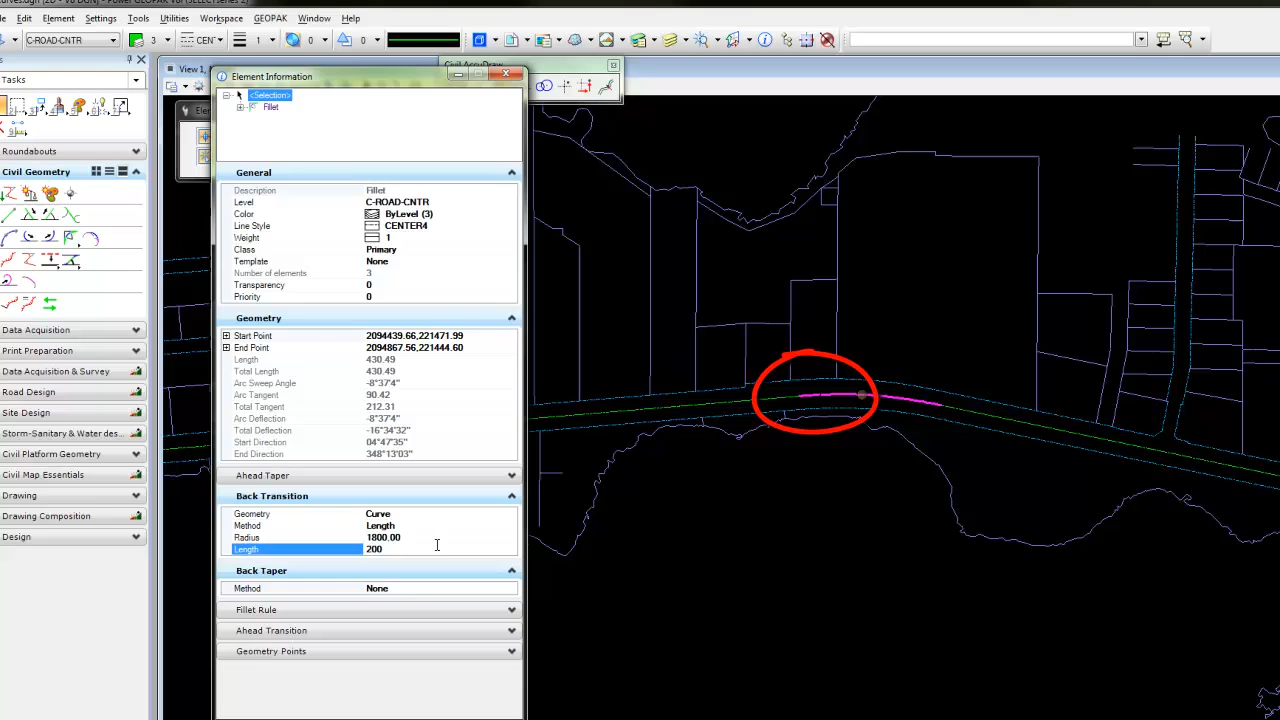 Edit Element Settings Tools Utilities Workspace GEOPAK Window Help
C-ROAD-CNTR 3 CEN 1 0 0
Civil AccuDraw
View 1,
Tasks
Roundabouts
Civil Geometry
Data Acquisition
Print Preparation
Data Acquisition & Survey
Road Design
Site Design
Storm-Sanitary & Water des...
Civil Platform Geometry
Civil Map Essentials
Drawing
Drawing Composition
Design
Element Information
<Selection>
Fillet
General
Description Fillet
Level C-ROAD-CNTR
Color ByLevel (3)
Line Style CENTER4
Weight 1
Class Primary
Template None
Number of elements 3
Transparency 0
Priority 0
Geometry
Start Point 2094439.66,221471.99
End Point 2094867.56,221444.60
Length 430.49
Total Length 430.49
Arc Sweep Angle -8°37'4"
Arc Tangent 90.42
Total Tangent 212.31
Arc Deflection -8°37'4"
Total Deflection -16°34'32"
Start Direction 04°47'35"
End Direction 348°13'03"
Ahead Taper
Back Transition
Geometry Curve
Method Length
Radius 1800.00
Length 200
Back Taper
Method None
Fillet Rule
Ahead Transition
Geometry Points